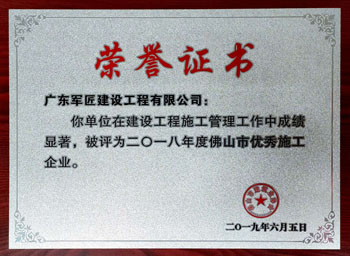 荣誉证书
广东军匠建设工程有限公司：
你单位在建设工程施工管理工作中成绩
显著，被评为二〇一八年度佛山市优秀施工
企业。
二〇一九年六月五日